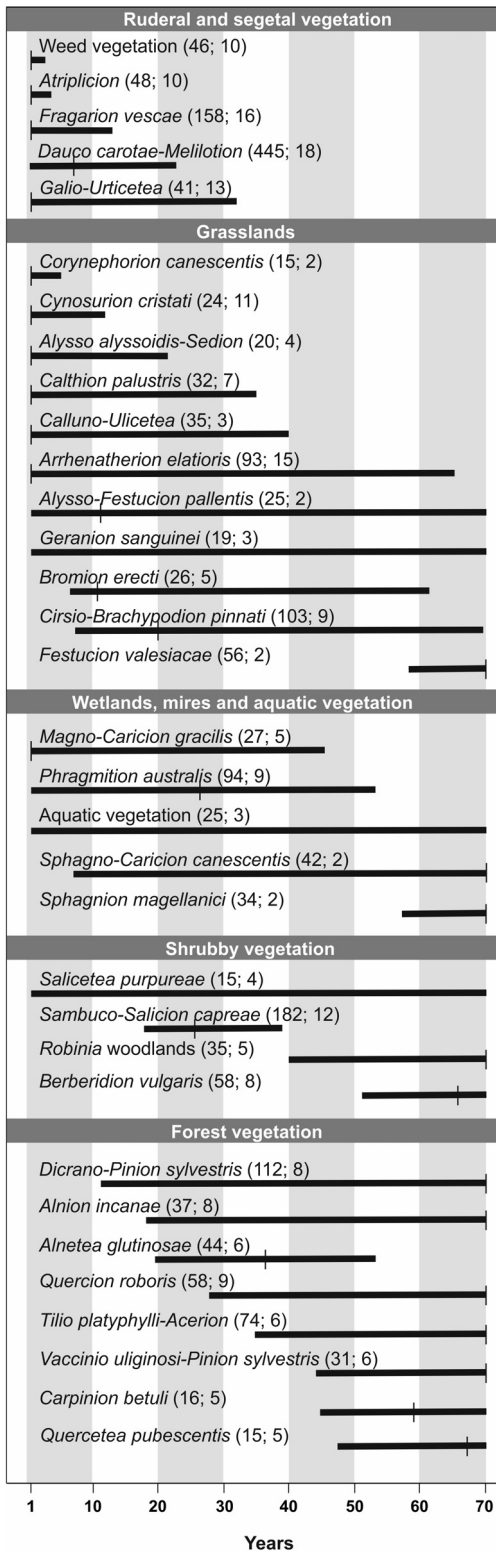 Ruderal and segetal vegetation
Weed vegetation (46; 10)
Atriplicion (48; 10)
Fragarion vescae (158; 16)
Dauco carotae-Melilotion (445; 18)
Galio-Urticetea (41; 13)
Grasslands
Corynephorion canescentis (15; 2)
Cynosurion cristati (24; 11)
Alysso alyssoidis-Sedion (20; 4)
Calthion palustris (32; 7)
Calluno-Ulicetea (35; 3)
Arrhenatherion elatioris (93; 15)
Alysso-Festucion pallentis (25; 2)
Geranion sanguinei (19; 3)
Bromion erecti (26; 5)
Cirsio-Brachypodion pinnati (103; 9)
Festucion valesiacae (56; 2)
Wetlands, mires and aquatic vegetation
Magno-Caricion gracilis (27; 5)
Phragmition australis (94; 9)
Aquatic vegetation (25; 3)
Sphagno-Caricion canescentis (42; 2)
Sphagnion magellanici (34; 2)
Shrubby vegetation
Salicetea purpureae (15; 4)
Sambuco-Salicion capreae (182; 12)
Robinia woodlands (35; 5)
Berberidion vulgaris (58; 8)
Forest vegetation
Dicrano-Pinion sylvestris (112; 8)
Alnion incanae (37; 8)
Alnetea glutinosae (44; 6)
Quercion roboris (58; 9)
Tilio platyphylli-Acerion (74; 6)
Vaccinio uliginosi-Pinion sylvestris (31; 6)
Carpinion betuli (16; 5)
Quercetea pubescentis (15; 5)
1 10 20 30 40 50 60 70
Years